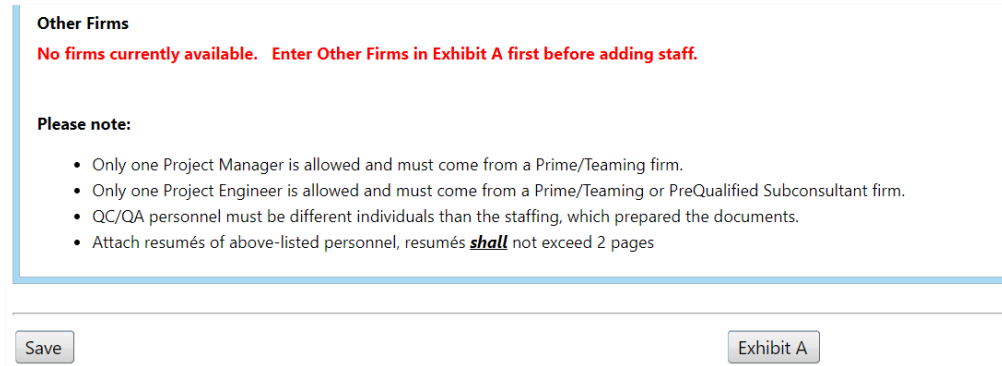 Other Firms
No firms currently available.   Enter Other Firms in Exhibit A first before adding staff.
Please note:
• Only one Project Manager is allowed and must come from a Prime/Teaming firm.
• Only one Project Engineer is allowed and must come from a Prime/Teaming or PreQualified Subconsultant firm.
• QC/QA personnel must be different individuals than the staffing, which prepared the documents.
• Attach resumés of above-listed personnel, resumés shall not exceed 2 pages
Save
Exhibit A